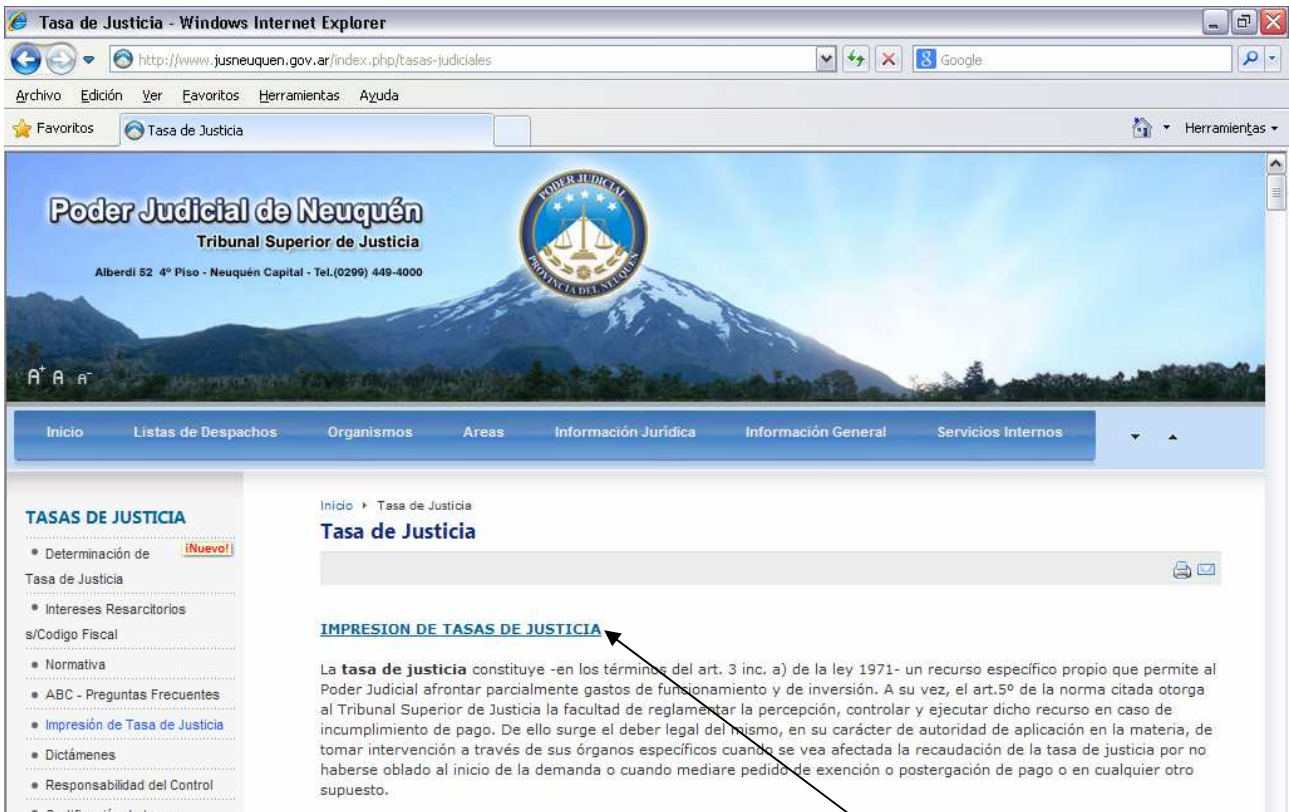 Tasa de Justicia - Windows Internet Explorer
http://www.jusneuquen.gov.ar/index.php/tasas-judiciales
Google
Archivo Edición Ver Favoritos Herramientas Ayuda
Favoritos
Tasa de Justicia
Herramientas
Poder Judicial de Neuquén
Tribunal Superior de Justicia
Alberdi 52 4º Piso - Neuquén Capital - Tel.(0299) 449-4000
PODER JUDICIAL
PROVINCIA DEL NEUQUEN
A+ A A-
Inicio Listas de Despachos Organismos Areas Información Jurídica Información General Servicios Internos
TASAS DE JUSTICIA
• Determinación de ¡Nuevo!
Tasa de Justicia
• Intereses Resarcitorios
s/Codigo Fiscal
• Normativa
• ABC - Preguntas Frecuentes
• Impresión de Tasa de Justicia
• Dictámenes
• Responsabilidad del Control
Inicio Tasa de Justicia
Tasa de Justicia
IMPRESION DE TASAS DE JUSTICIA
La tasa de justicia constituye -en los términos del art. 3 inc. a) de la ley 1971- un recurso específico propio que permite al
Poder Judicial afrontar parcialmente gastos de funcionamiento y de inversión. A su vez, el art.5º de la norma citada otorga
al Tribunal Superior de Justicia la facultad de reglamentar la percepción, controlar y ejecutar dicho recurso en caso de
incumplimiento de pago. De ello surge el deber legal del mismo, en su carácter de autoridad de aplicación en la materia, de
tomar intervención a través de sus órganos específicos cuando se vea afectada la recaudación de la tasa de justicia por no
haberse oblado al inicio de la demanda o cuando mediare pedido de exención o postergación de pago o en cualquier otro
supuesto.